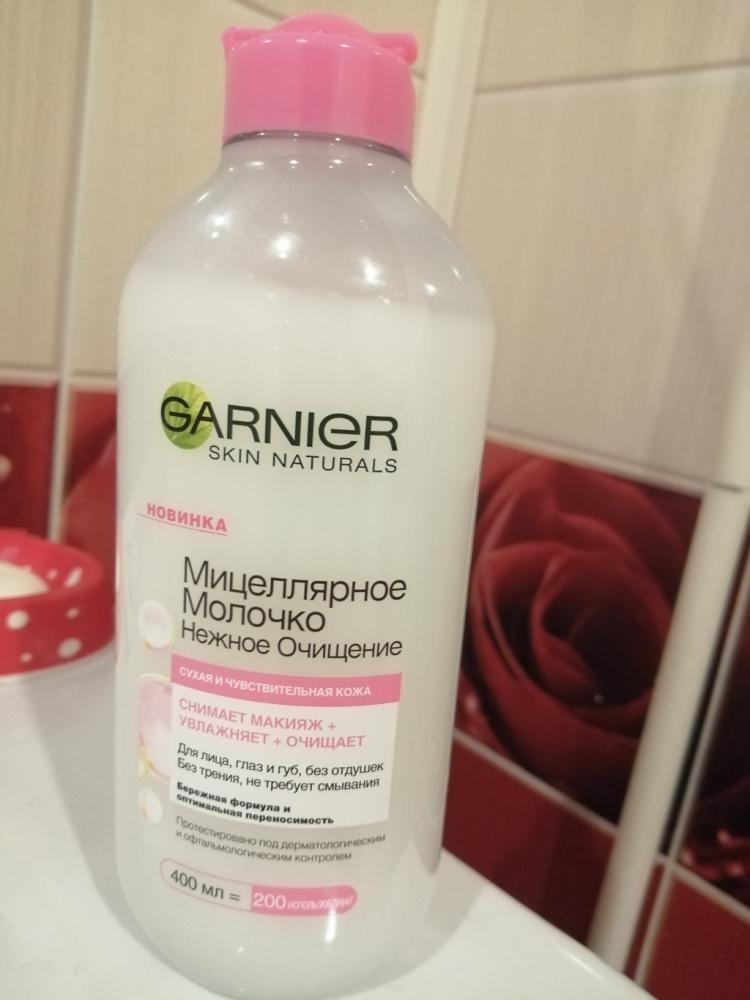 GARNIER
SKIN NATURALS
НОВИНКА
Мицеллярное
Молочко
Нежное Очищение
СУХАЯ И ЧУВСТВИТЕЛЬНАЯ КОЖА
СНИМАЕТ МАКИЯЖ +
УВЛАЖНЯЕТ + ОЧИЩАЕТ
Для лица, глаз и губ, без отдушек
Без трения, не требует смывания
Бережная формула и
оптимальная переносимость
Протестировано под дерматологическим
и офтальмологическим контролем
400 мл = 200 использований